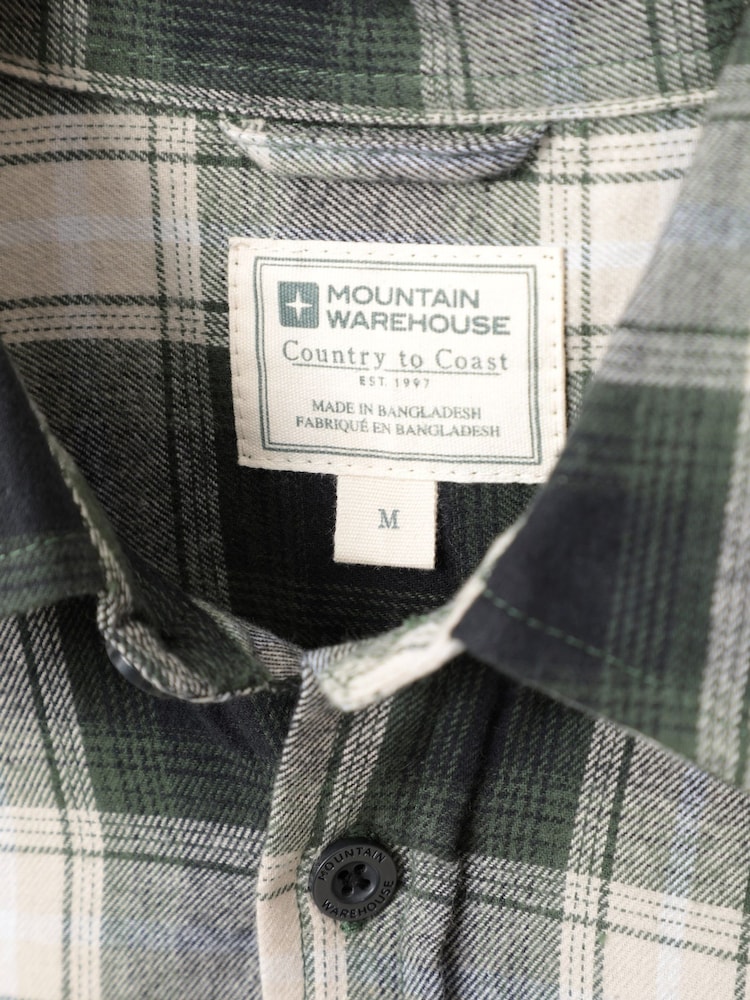 MOUNTAIN
WAREHOUSE
Country to Coast
EST. 1997
MADE IN BANGLADESH
FABRIQUÉ EN BANGLADESH
M
MOUNTAIN
WAREHOUSE